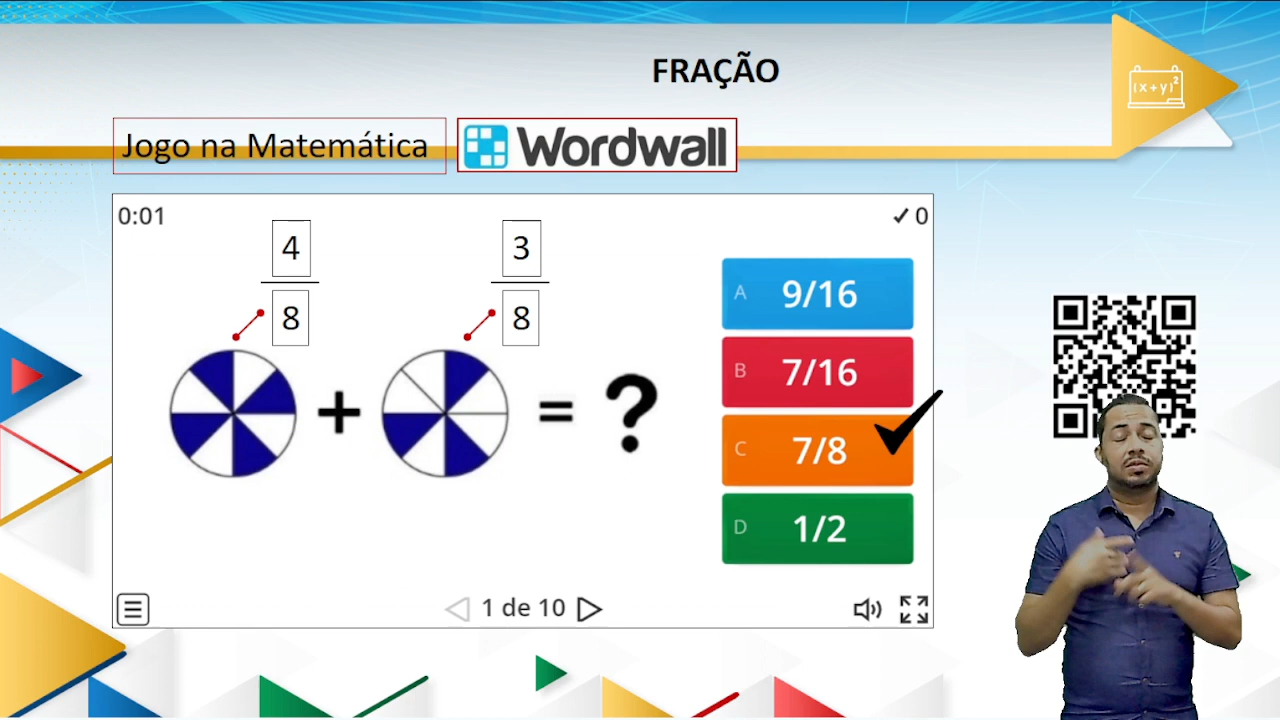 FRAÇÃO
(x+y)²
Jogo na Matemática
Wordwall
0:01
✓ 0
4
8
3
8
+
=
?
A 9/16
B 7/16
C 7/8
D 1/2
1 de 10